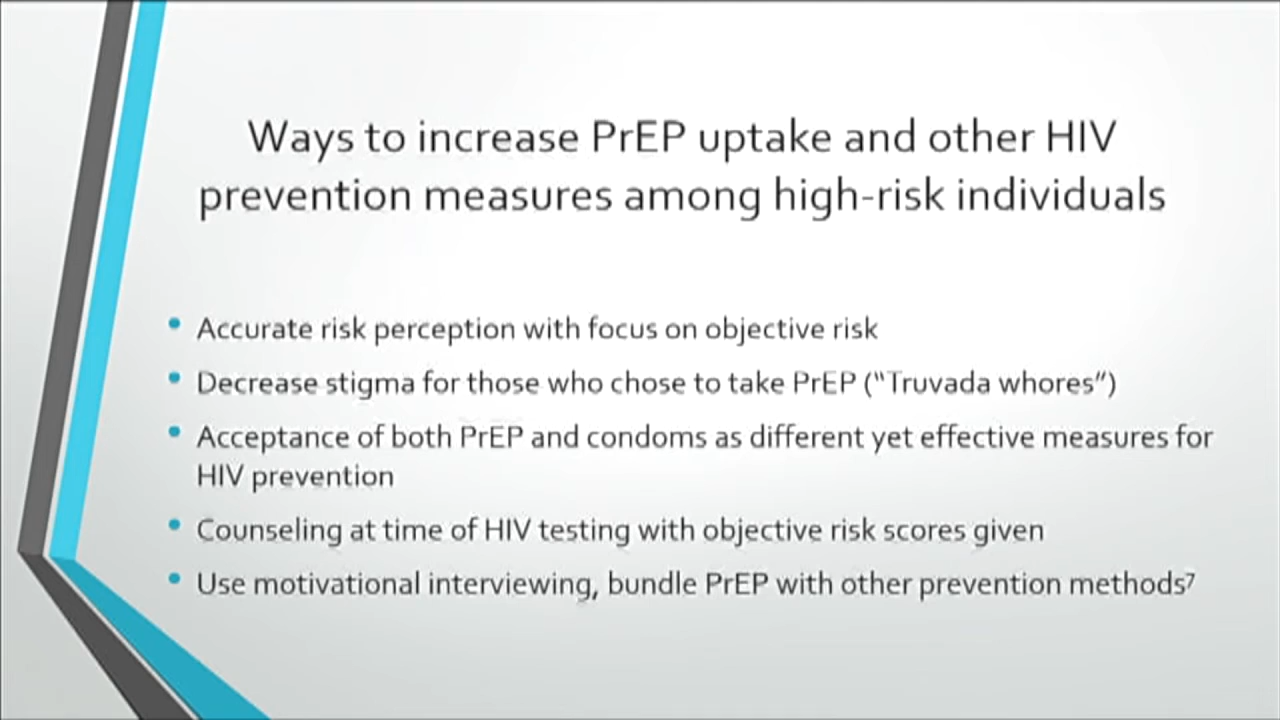 Ways to increase PrEP uptake and other HIV
prevention measures among high-risk individuals
• Accurate risk perception with focus on objective risk
• Decrease stigma for those who chose to take PrEP (“Truvada whores”)
• Acceptance of both PrEP and condoms as different yet effective measures for
HIV prevention
• Counseling at time of HIV testing with objective risk scores given
• Use motivational interviewing, bundle PrEP with other prevention methods⁷